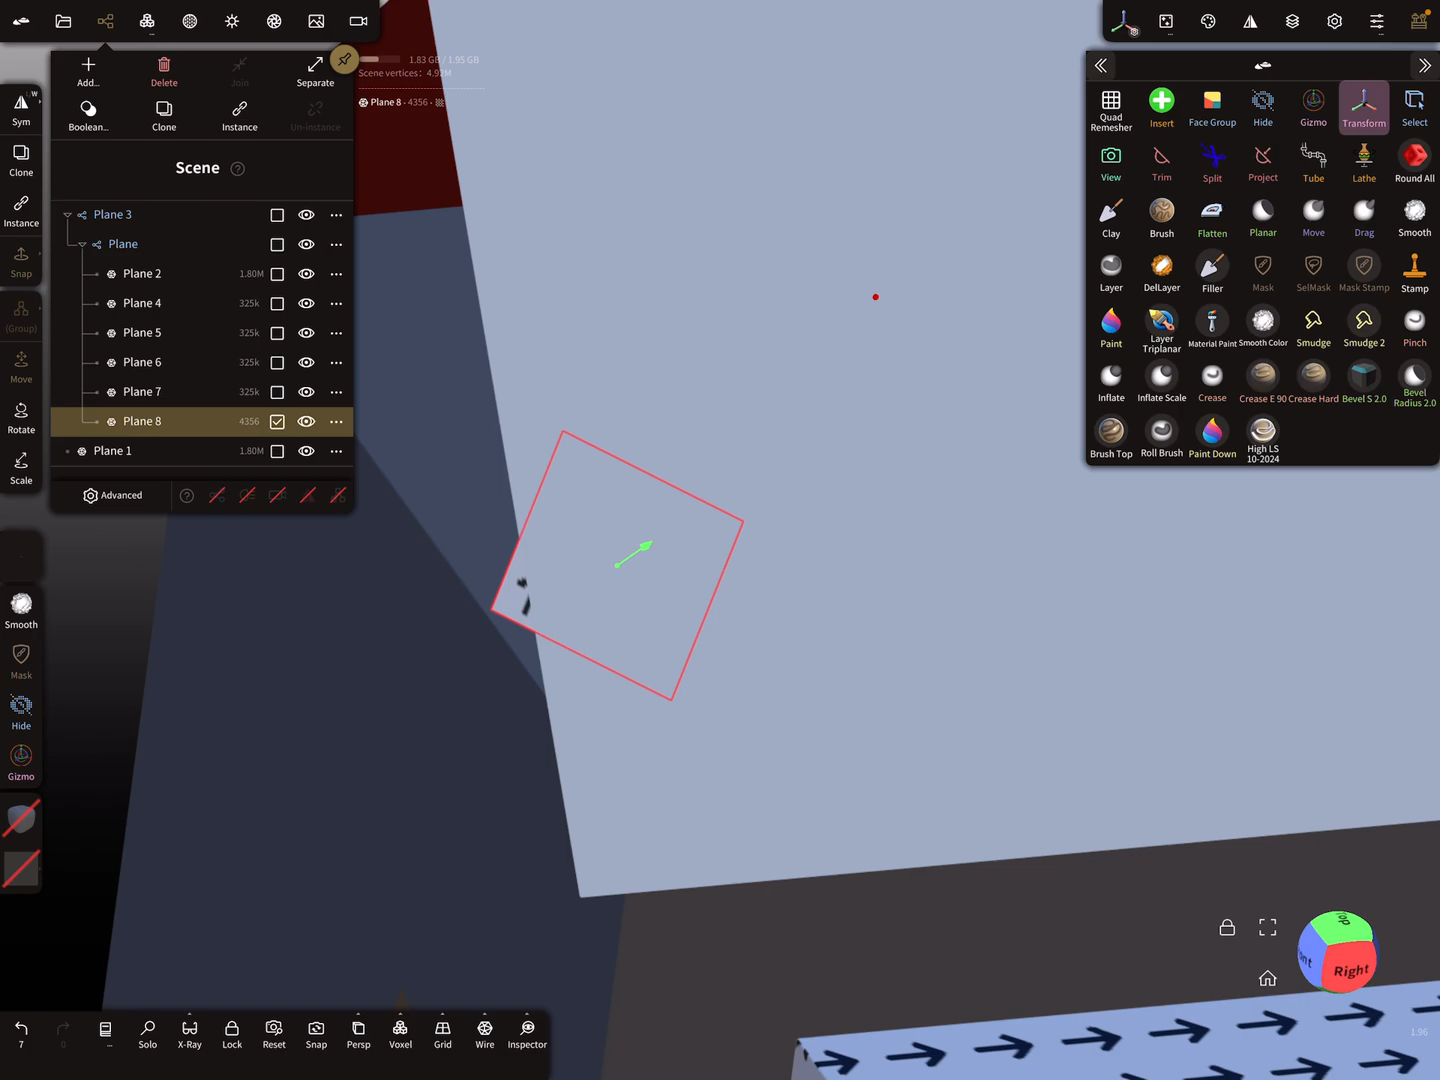 Add...
Delete
Join
Separate
Boolean...
Clone
Instance
Un-instance
1.83 GB / 1.95 GB
Scene vertices: 4.92M
Plane 8 · 4356 ·
Scene ?
Plane 3
Plane
Plane 2 1.80M
Plane 4 325k
Plane 5 325k
Plane 6 325k
Plane 7 325k
Plane 8 4356
Plane 1 1.80M
Advanced ?
W
Sym
Clone
Instance
Snap
(Group)
Move
Rotate
Scale
Smooth
Mask
Hide
Gizmo
Quad Remesher
Insert
Face Group
Hide
Gizmo
Transform
Select
View
Trim
Split
Project
Tube
Lathe
Round All
Clay
Brush
Flatten
Planar
Move
Drag
Smooth
Layer
DelLayer
Filler
Mask
SelMask
Mask Stamp
Stamp
Paint
Layer Triplanar
Material Paint
Smooth Color
Smudge
Smudge 2
Pinch
Inflate
Inflate Scale
Crease
Crease E 90
Crease Hard
Bevel S 2.0
Bevel Radius 2.0
Brush Top
Roll Brush
Paint Down
High LS 10-2024
Top
Right
1.96
7
0
...
Solo
X-Ray
Lock
Reset
Snap
Persp
Voxel
Grid
Wire
Inspector